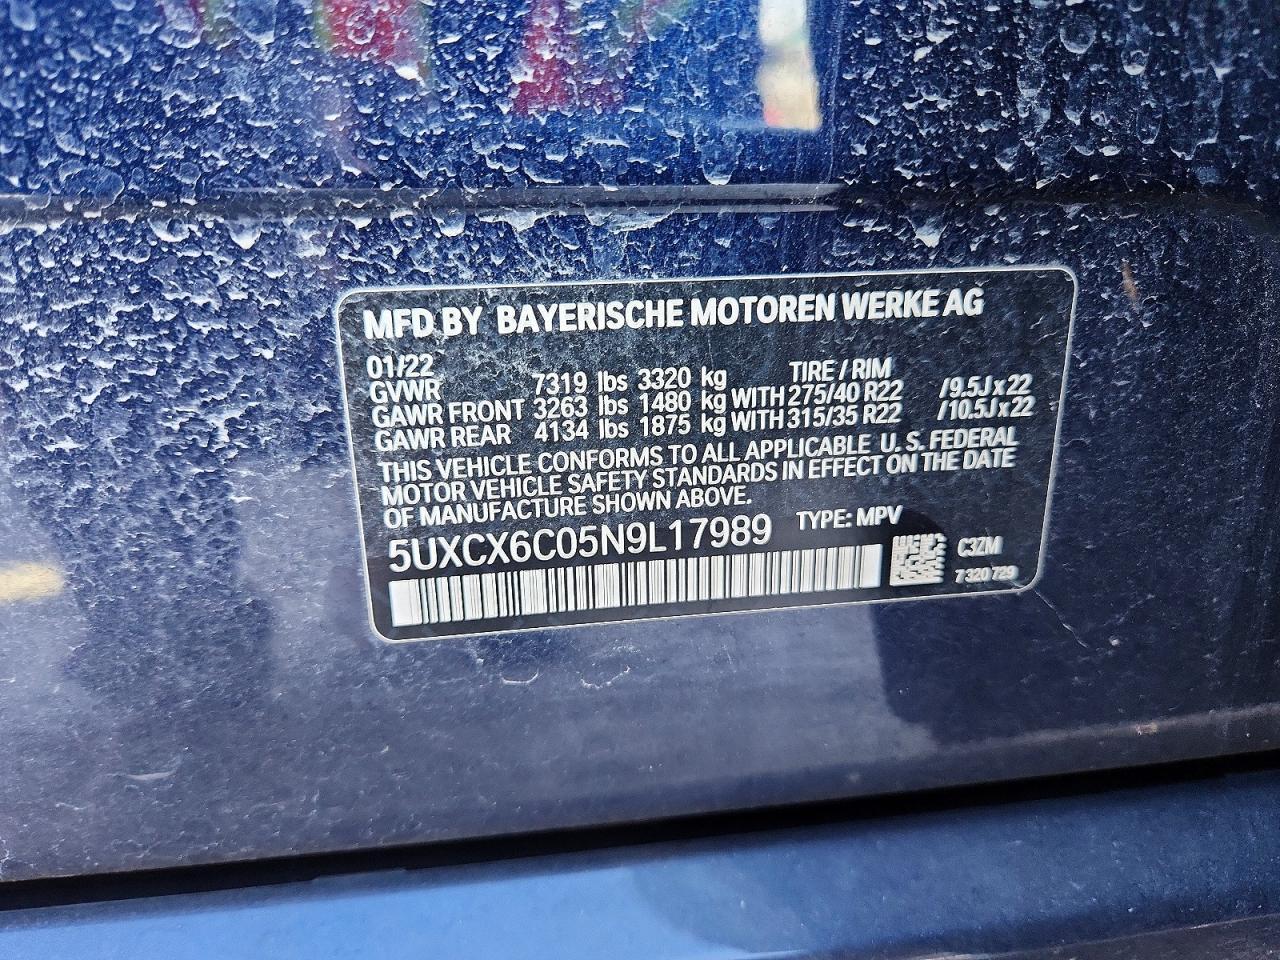 MFD BY BAYERISCHE MOTOREN WERKE AG
01/22 TIRE / RIM
GVWR 7319 lbs 3320 kg
GAWR FRONT 3263 lbs 1480 kg WITH 275/40 R22 /9.5J x 22
GAWR REAR 4134 lbs 1875 kg WITH 315/35 R22 /10.5J x 22
THIS VEHICLE CONFORMS TO ALL APPLICABLE U. S. FEDERAL
MOTOR VEHICLE SAFETY STANDARDS IN EFFECT ON THE DATE
OF MANUFACTURE SHOWN ABOVE.
5UXCX6C05N9L17989 TYPE: MPV
C3ZM
7 320 729